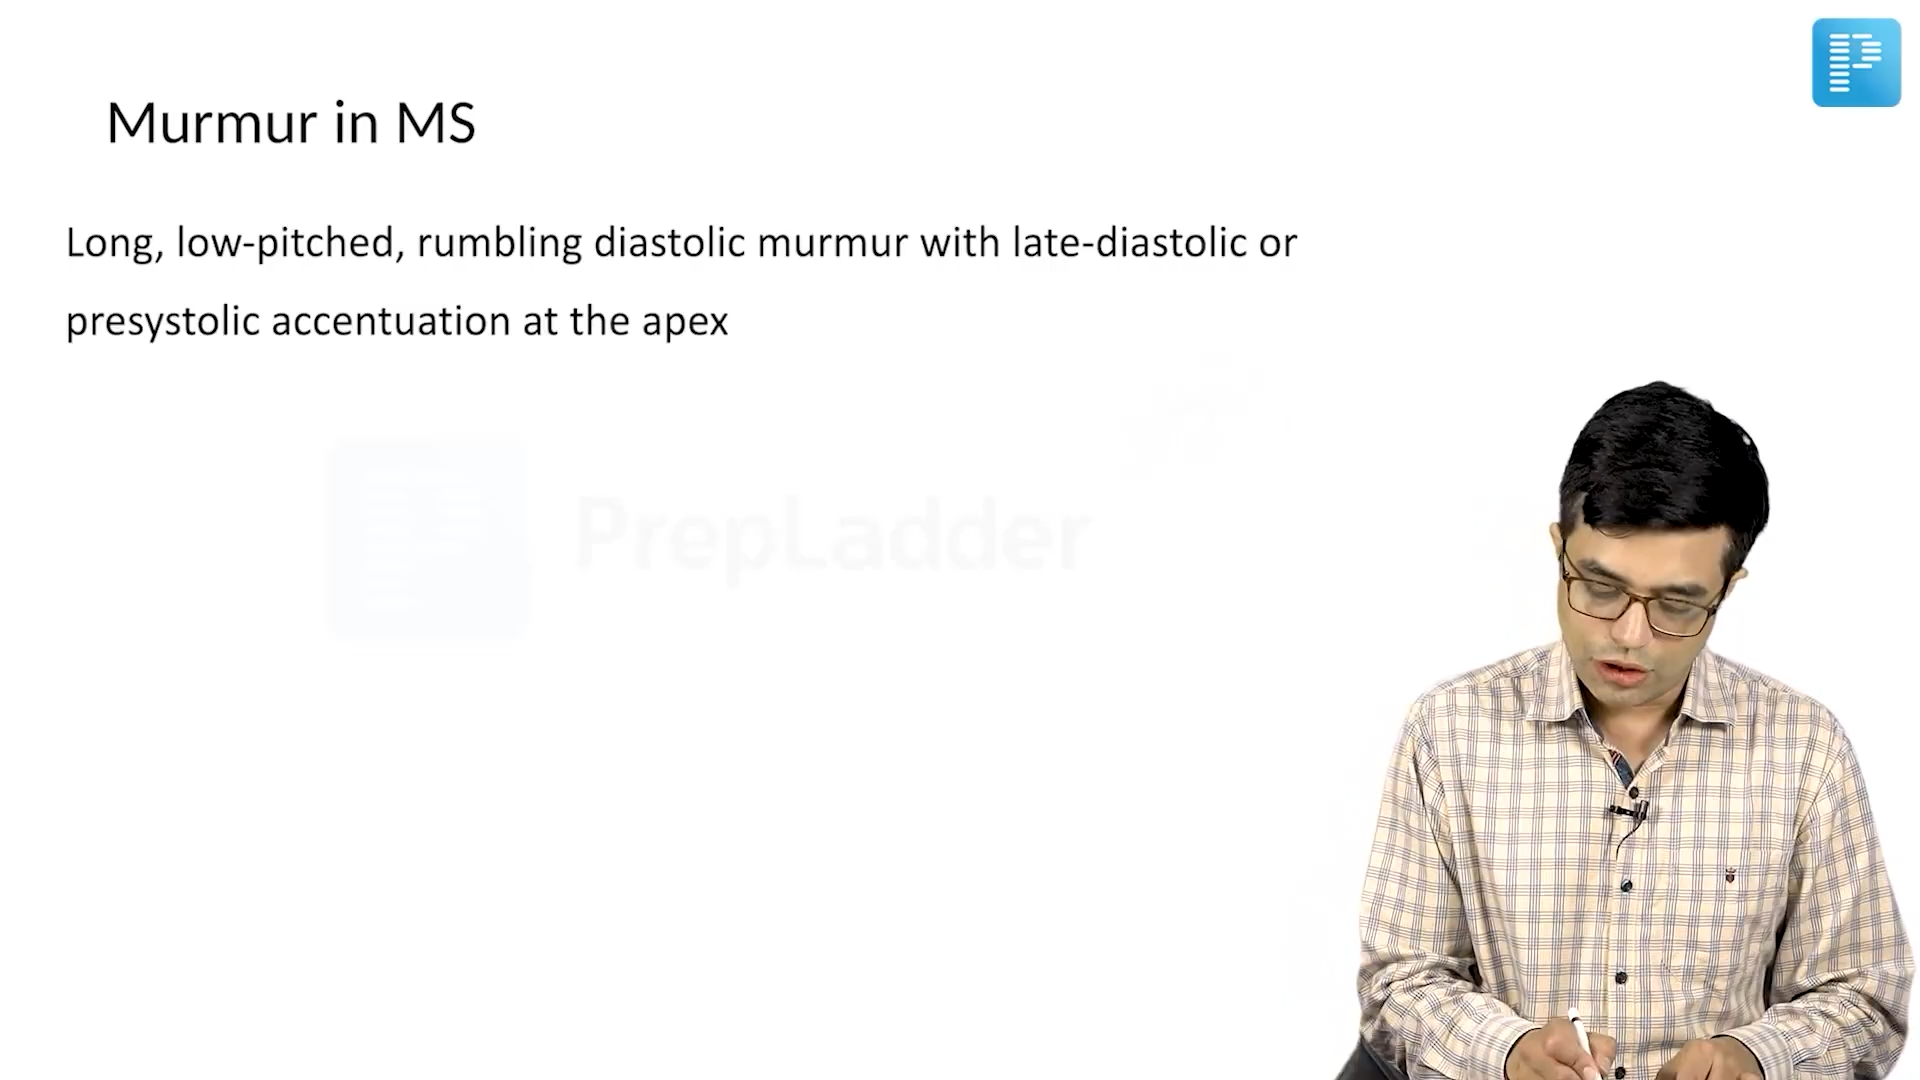 Murmur in MS
Long, low-pitched, rumbling diastolic murmur with late-diastolic or
presystolic accentuation at the apex
PrepLadder